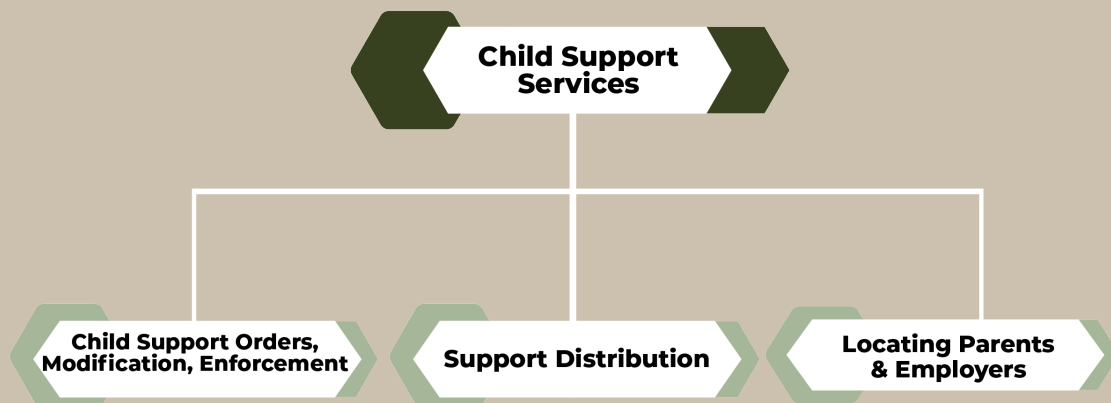 Child Support
Services
Child Support Orders,
Modification, Enforcement
Support Distribution
Locating Parents
& Employers